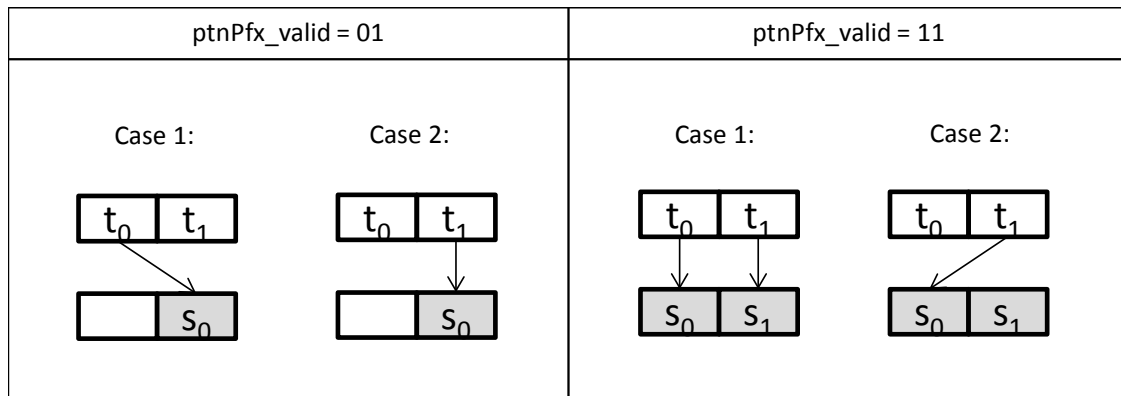 ptnPfx_valid = 01
ptnPfx_valid = 11
Case 1:
Case 2:
Case 1:
Case 2:
t₀ t₁
t₀ t₁
t₀ t₁
t₀ t₁
s₀
s₀
s₀ s₁
s₀ s₁